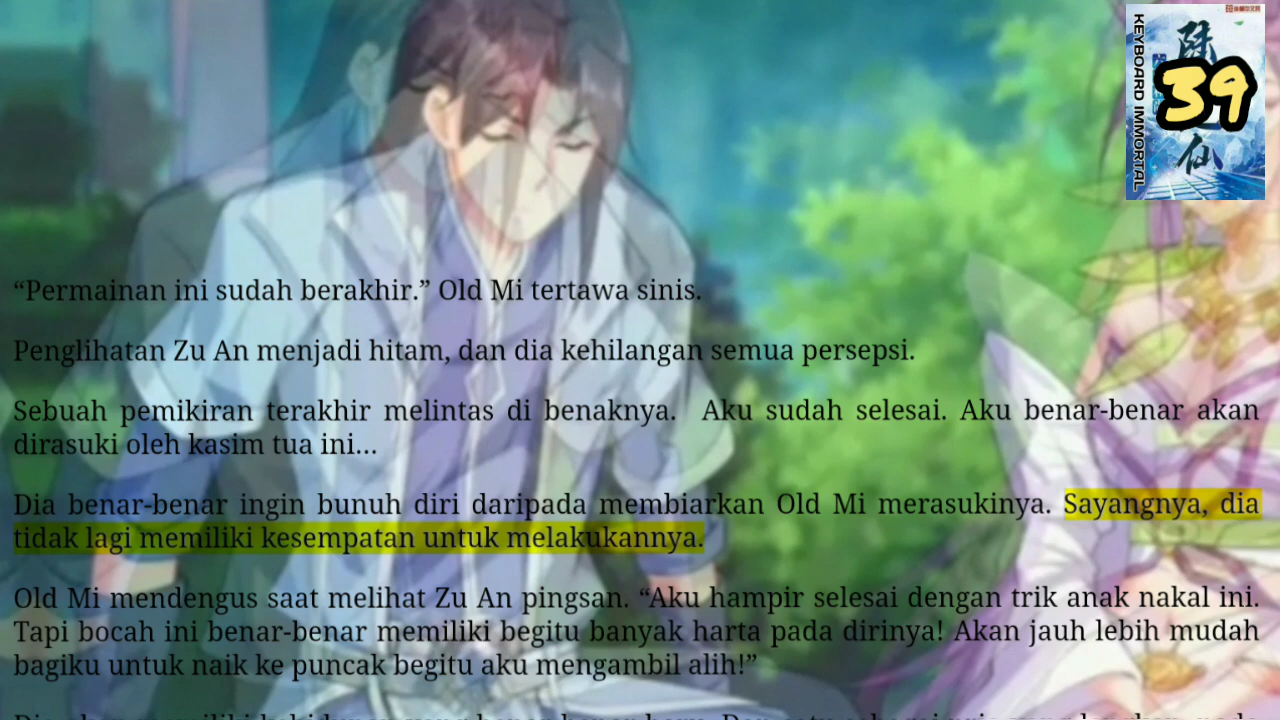 KEYBOARD IMMORTAL
39
仙
“Permainan ini sudah berakhir.” Old Mi tertawa sinis.
Penglihatan Zu An menjadi hitam, dan dia kehilangan semua persepsi.
Sebuah pemikiran terakhir melintas di benaknya. Aku sudah selesai. Aku benar-benar akan
dirasuki oleh kasim tua ini...
Dia benar-benar ingin bunuh diri daripada membiarkan Old Mi merasukinya. Sayangnya, dia
tidak lagi memiliki kesempatan untuk melakukannya.
Old Mi mendengus saat melihat Zu An pingsan. “Aku hampir selesai dengan trik anak nakal ini.
Tapi bocah ini benar-benar memiliki begitu banyak harta pada dirinya! Akan jauh lebih mudah
bagiku untuk naik ke puncak begitu aku mengambil alih!”